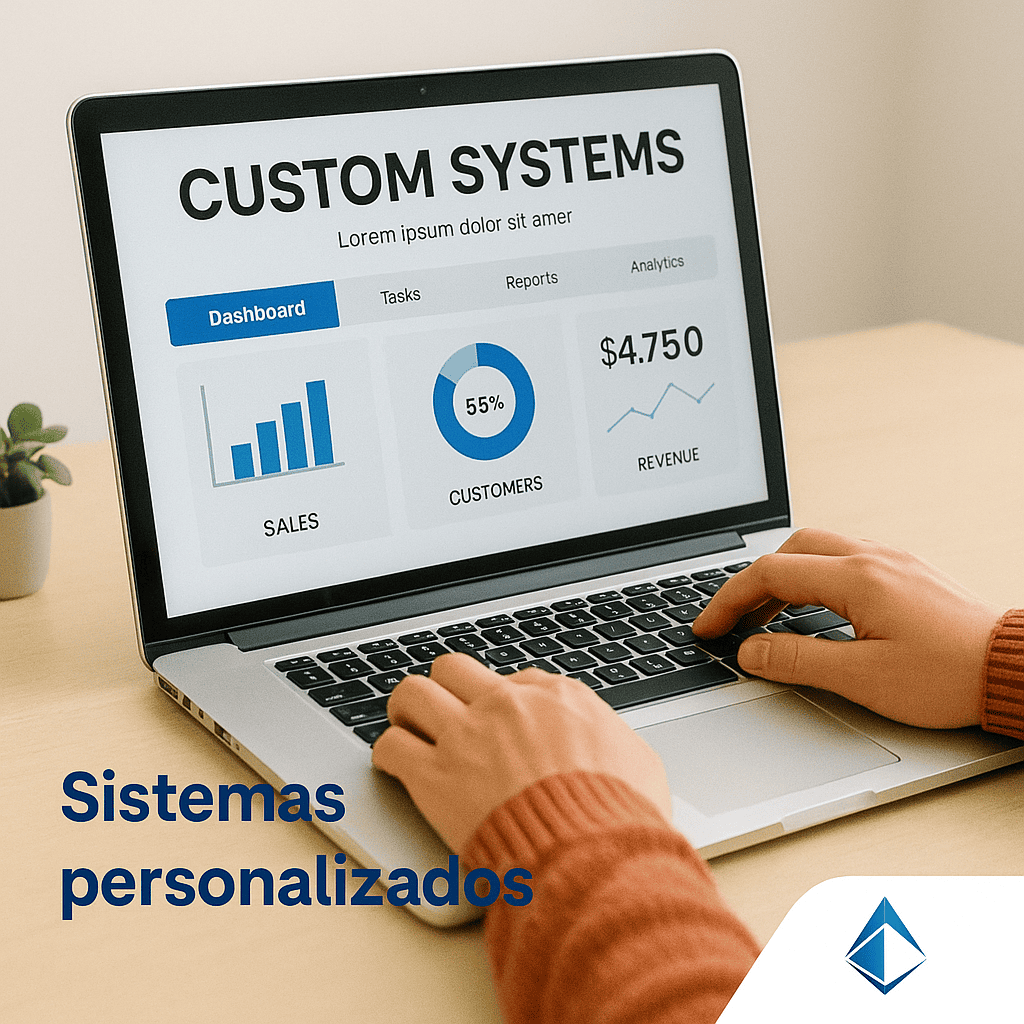 CUSTOM SYSTEMS
Lorem ipsum dolor sit amer
Dashboard Tasks Reports Analytics
55%
$4.750
SALES
CUSTOMERS
REVENUE
Sistemas
personalizados